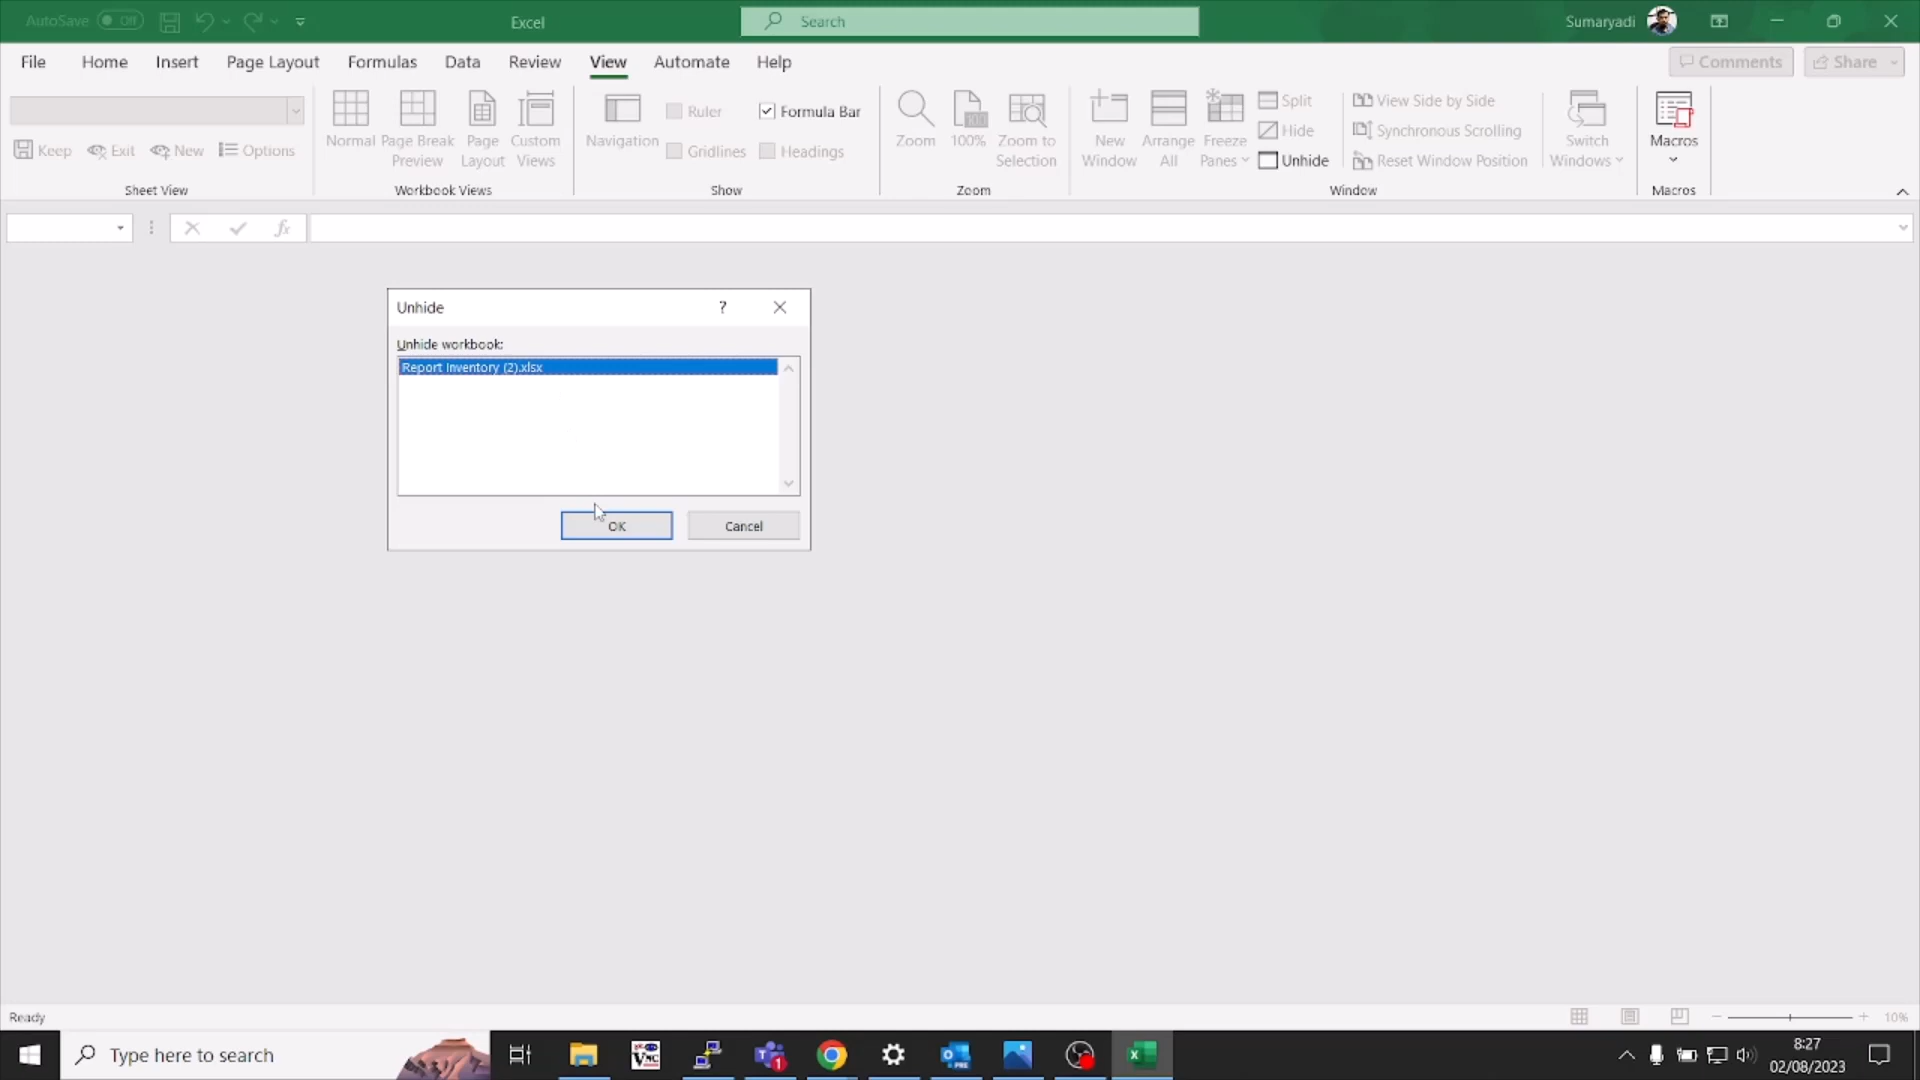 AutoSave Off Excel Search Sumaryadi
File Home Insert Page Layout Formulas Data Review View Automate Help Comments Share
Keep Exit New Options
Sheet View
Normal Page Break Preview Page Layout Custom Views
Workbook Views
Navigation
Ruler Formula Bar
Gridlines Headings
Show
Zoom 100% Zoom to Selection
Zoom
New Window Arrange All Freeze Panes
Split
Hide
Unhide
View Side by Side
Synchronous Scrolling
Reset Window Position
Switch Windows
Window
Macros
Macros
fx
Unhide ?
Unhide workbook:
Report Inventory (2).xlsx
OK Cancel
Ready
Type here to search
8:27
02/08/2023